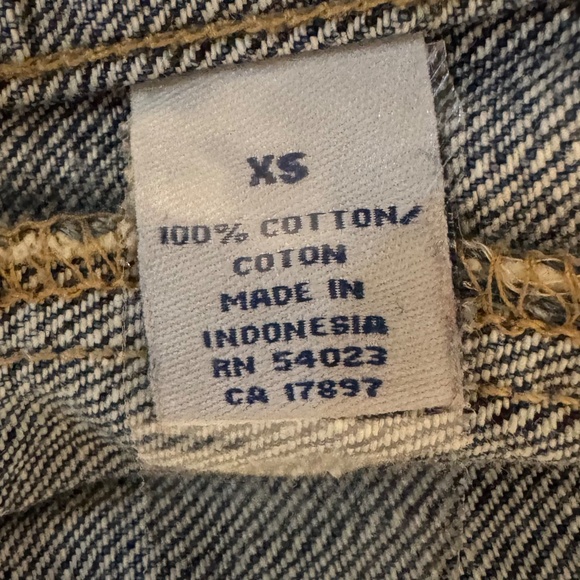 XS
100% COTTON/
COTON
MADE IN
INDONESIA
RN 54023
CA 17897